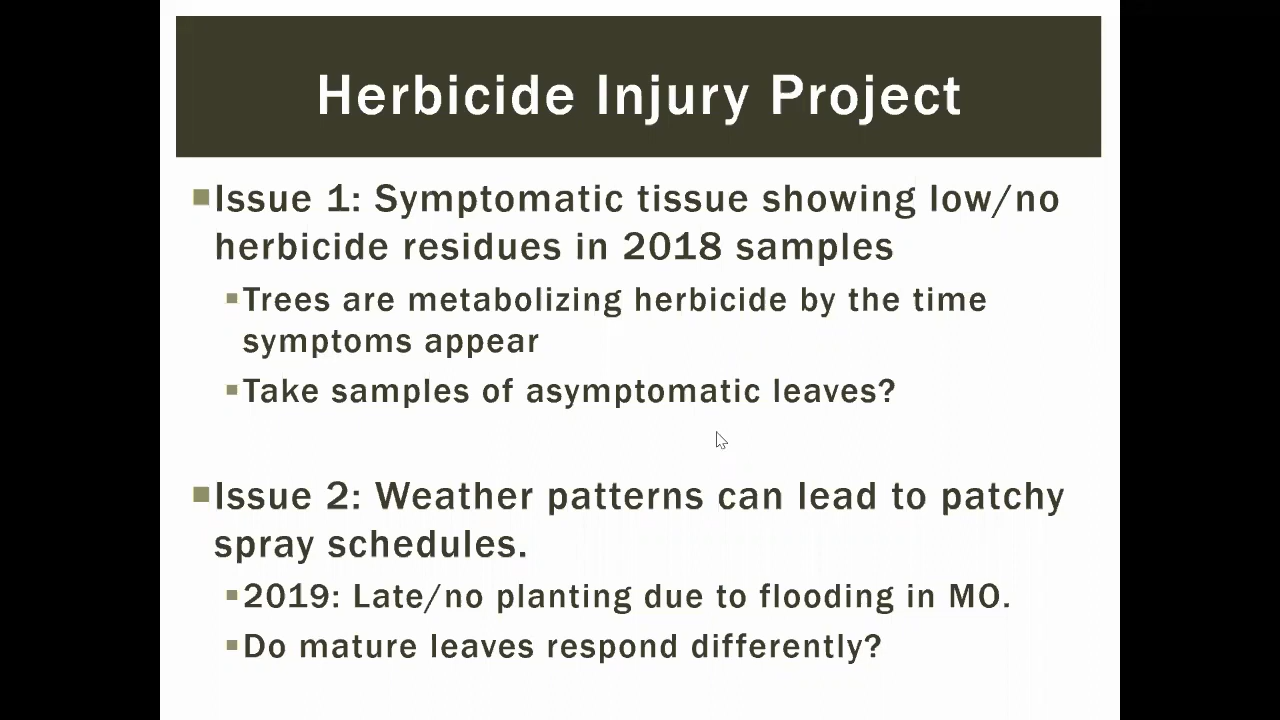 Herbicide Injury Project
Issue 1: Symptomatic tissue showing low/no
herbicide residues in 2018 samples
Trees are metabolizing herbicide by the time
symptoms appear
Take samples of asymptomatic leaves?
Issue 2: Weather patterns can lead to patchy
spray schedules.
2019: Late/no planting due to flooding in MO.
Do mature leaves respond differently?